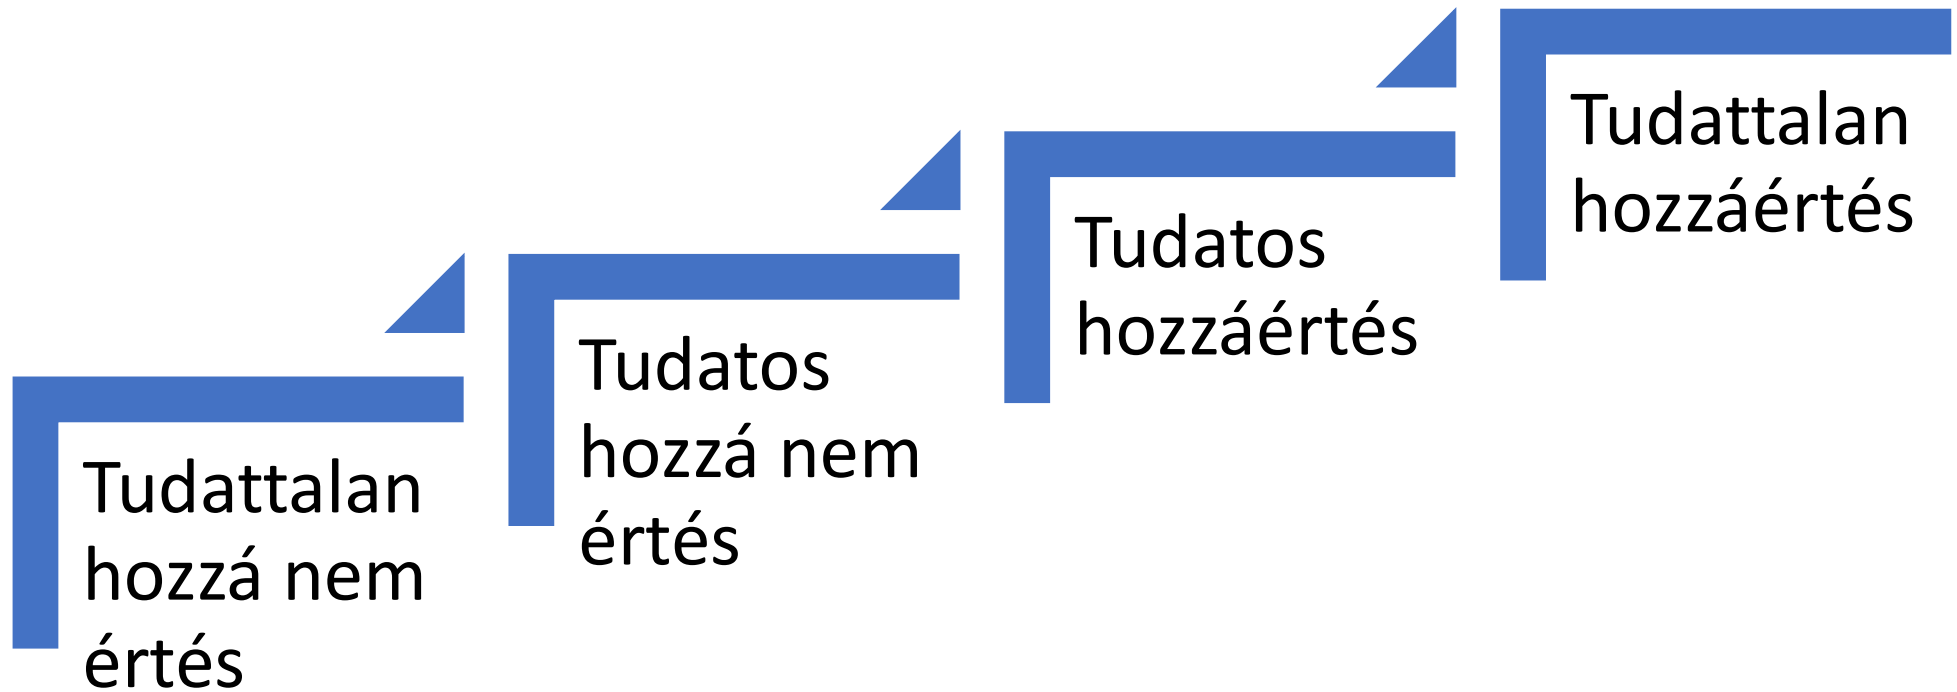 Tudattalan
hozzá nem
értés
Tudatos
hozzá nem
értés
Tudatos
hozzáértés
Tudattalan
hozzáértés